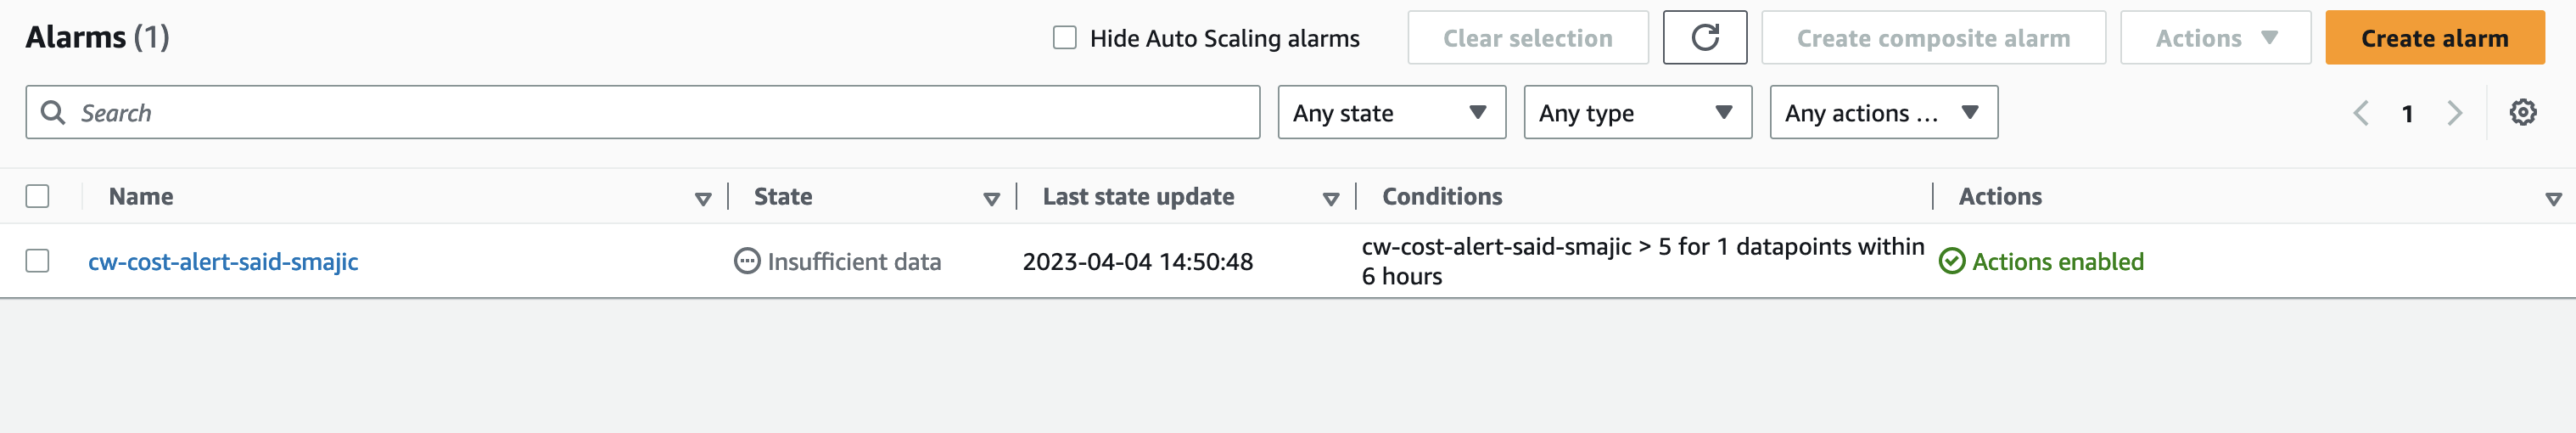 Alarms (1)
Hide Auto Scaling alarms
Clear selection
Create composite alarm
Actions
Create alarm
Search
Any state
Any type
Any actions ...
1
Name
State
Last state update
Conditions
Actions
cw-cost-alert-said-smajic
Insufficient data
2023-04-04 14:50:48
cw-cost-alert-said-smajic > 5 for 1 datapoints within
6 hours
Actions enabled